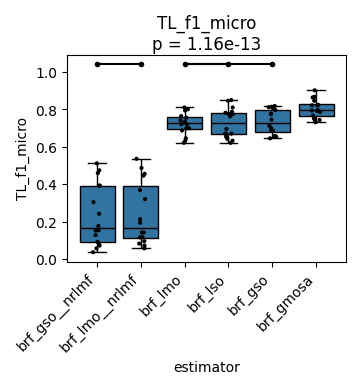 TL_f1_micro
p = 1.16e-13
TL_f1_micro
1.0
0.8
0.6
0.4
0.2
0.0
brf_gso__nrlmf
brf_lmo__nrlmf
brf_lmo
brf_lso
brf_gso
brf_gmosa
estimator